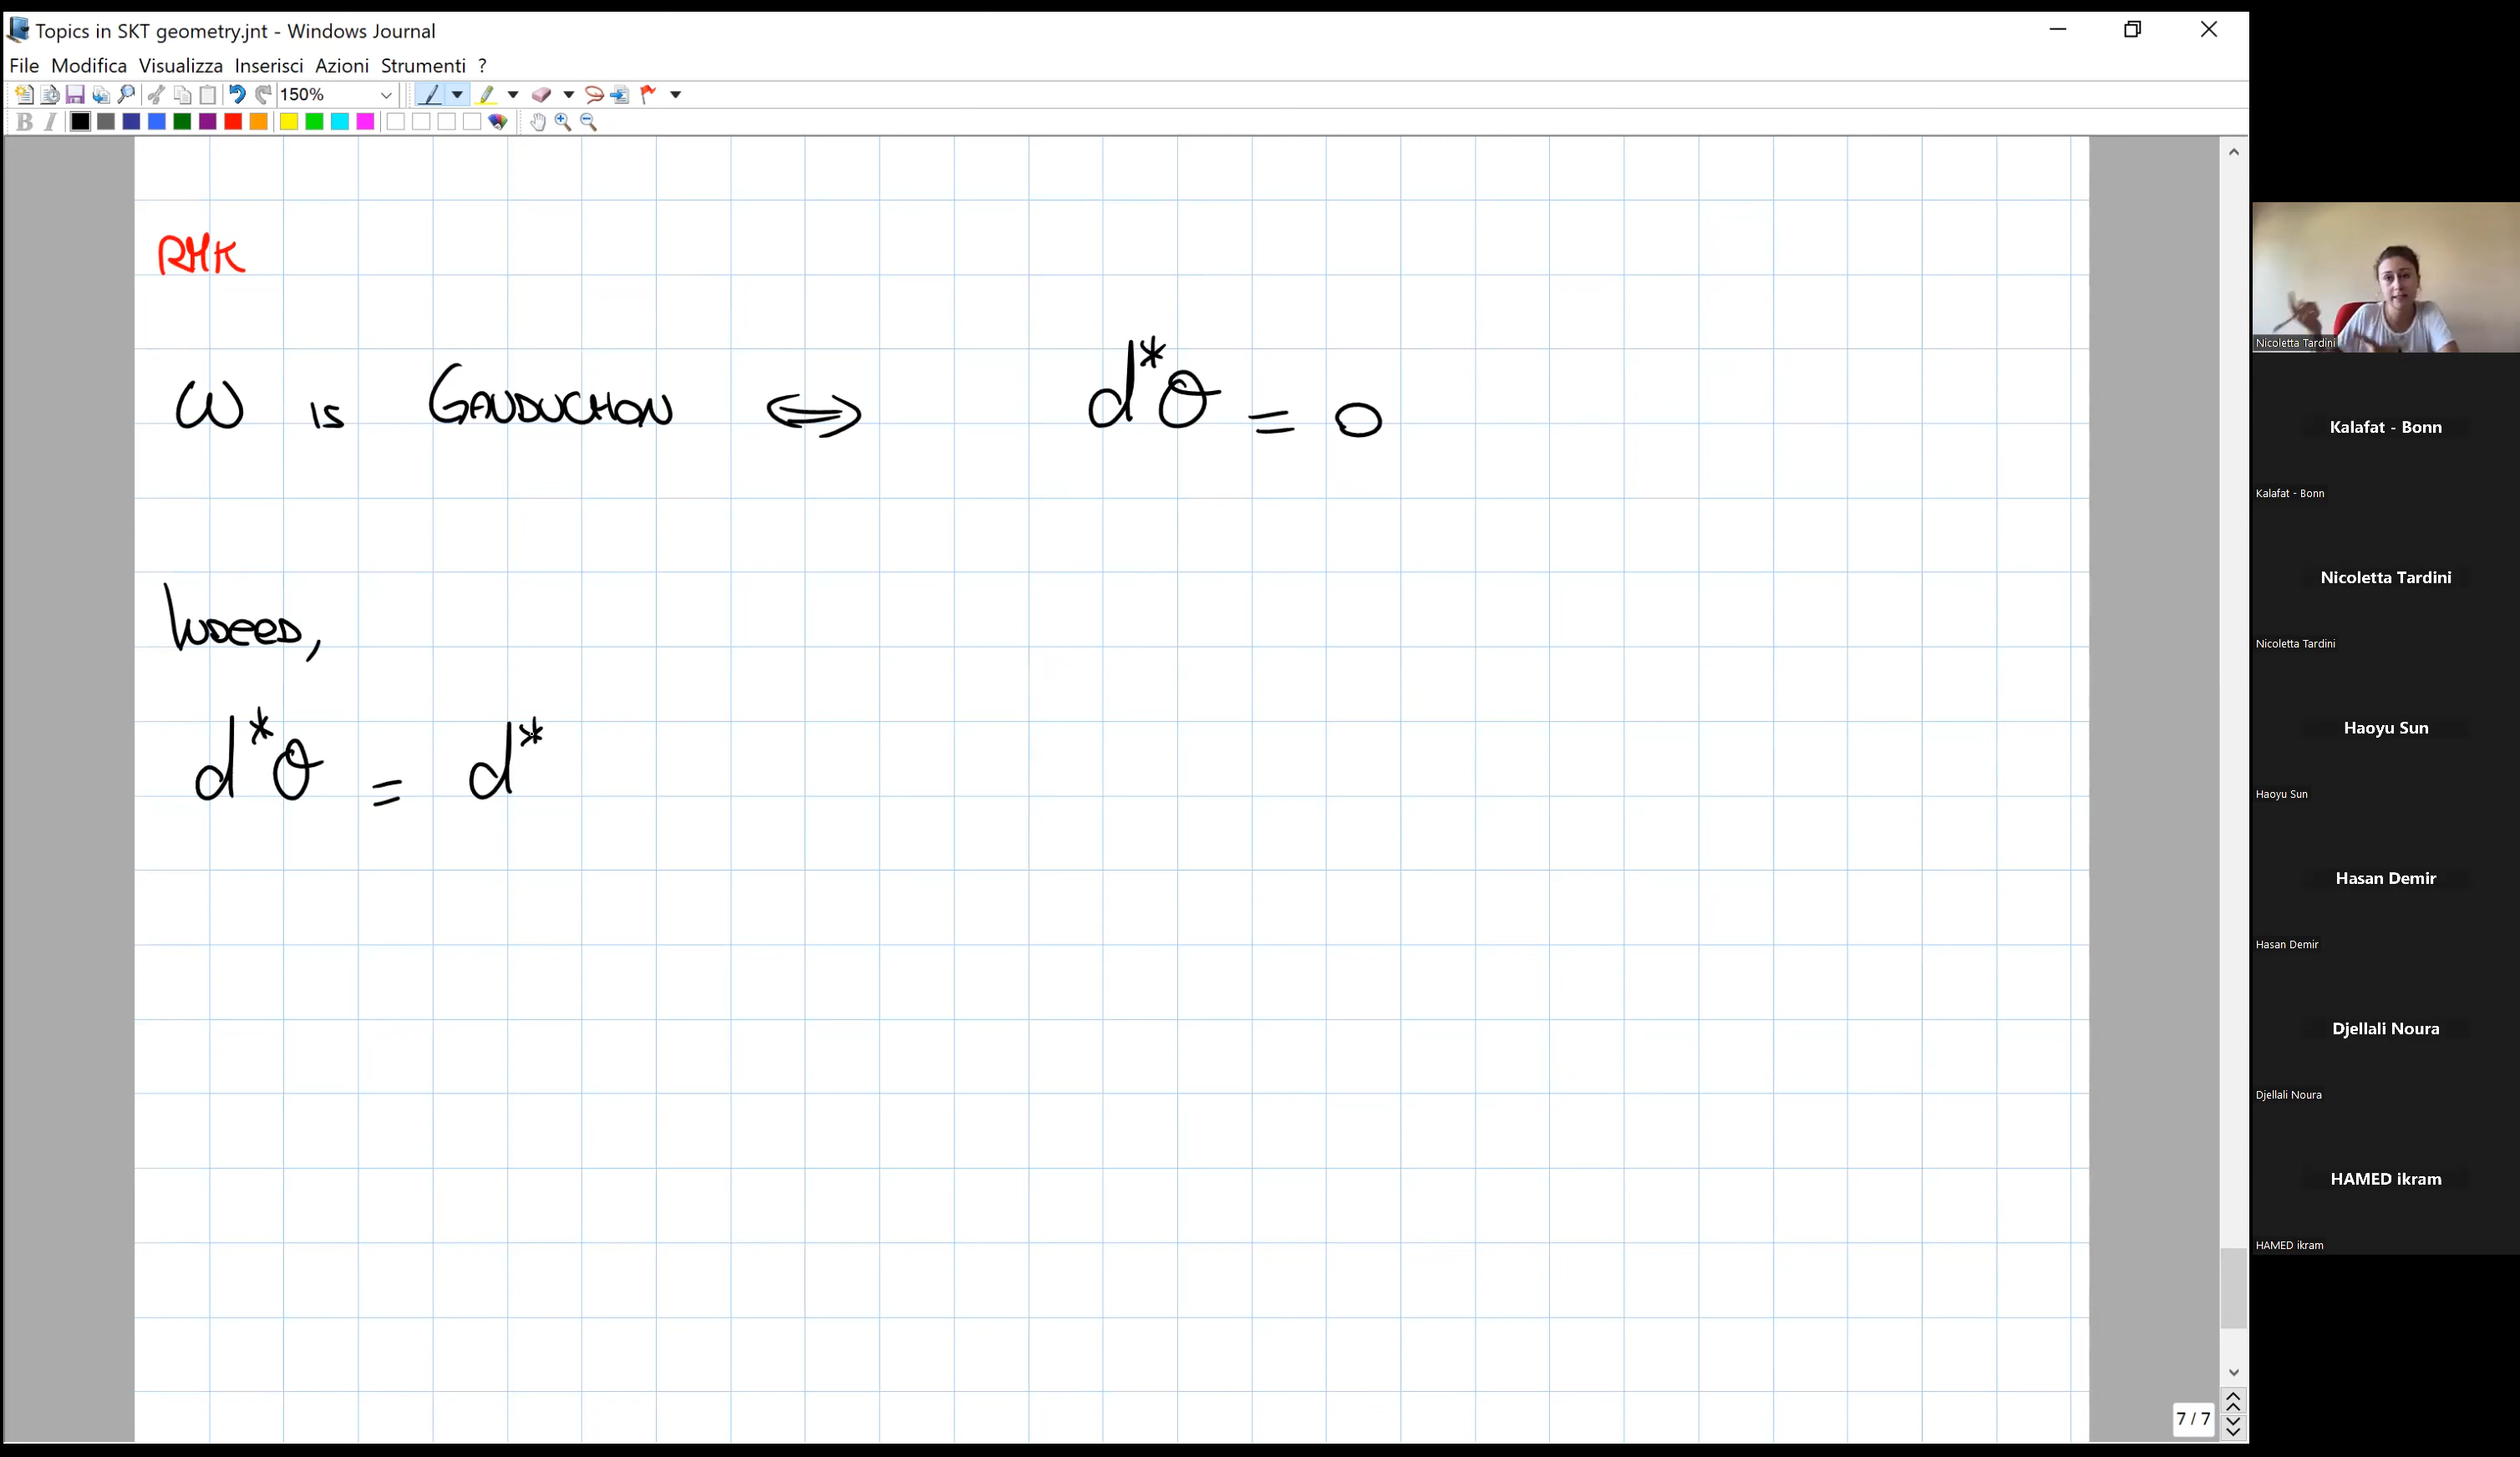 Topics in SKT geometry.jnt - Windows Journal
File Modifica Visualizza Inserisci Azioni Strumenti ?
150%
B I
RMK
ω IS GAUDUCHON ⟺ d*θ = 0
INDEED,
d*θ = d*
7 / 7
Nicoletta Tardini
Kalafat - Bonn
Kalafat - Bonn
Nicoletta Tardini
Nicoletta Tardini
Haoyu Sun
Haoyu Sun
Hasan Demir
Hasan Demir
Djellali Noura
Djellali Noura
HAMED ikram
HAMED ikram